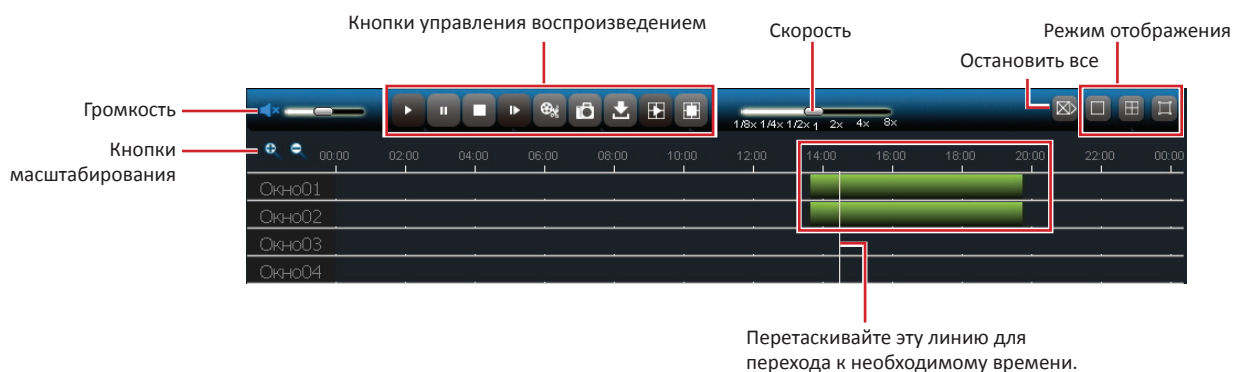 Кнопки управления воспроизведением
Скорость
Режим отображения
Остановить все
Громкость
1/8x 1/4x 1/2x 1 2x 4x 8x
Кнопки
масштабирования
00:00 02:00 04:00 06:00 08:00 10:00 12:00 14:00 16:00 18:00 20:00 22:00 00:00
Окно01
Окно02
Окно03
Окно04
Перетаскивайте эту линию для
перехода к необходимому времени.